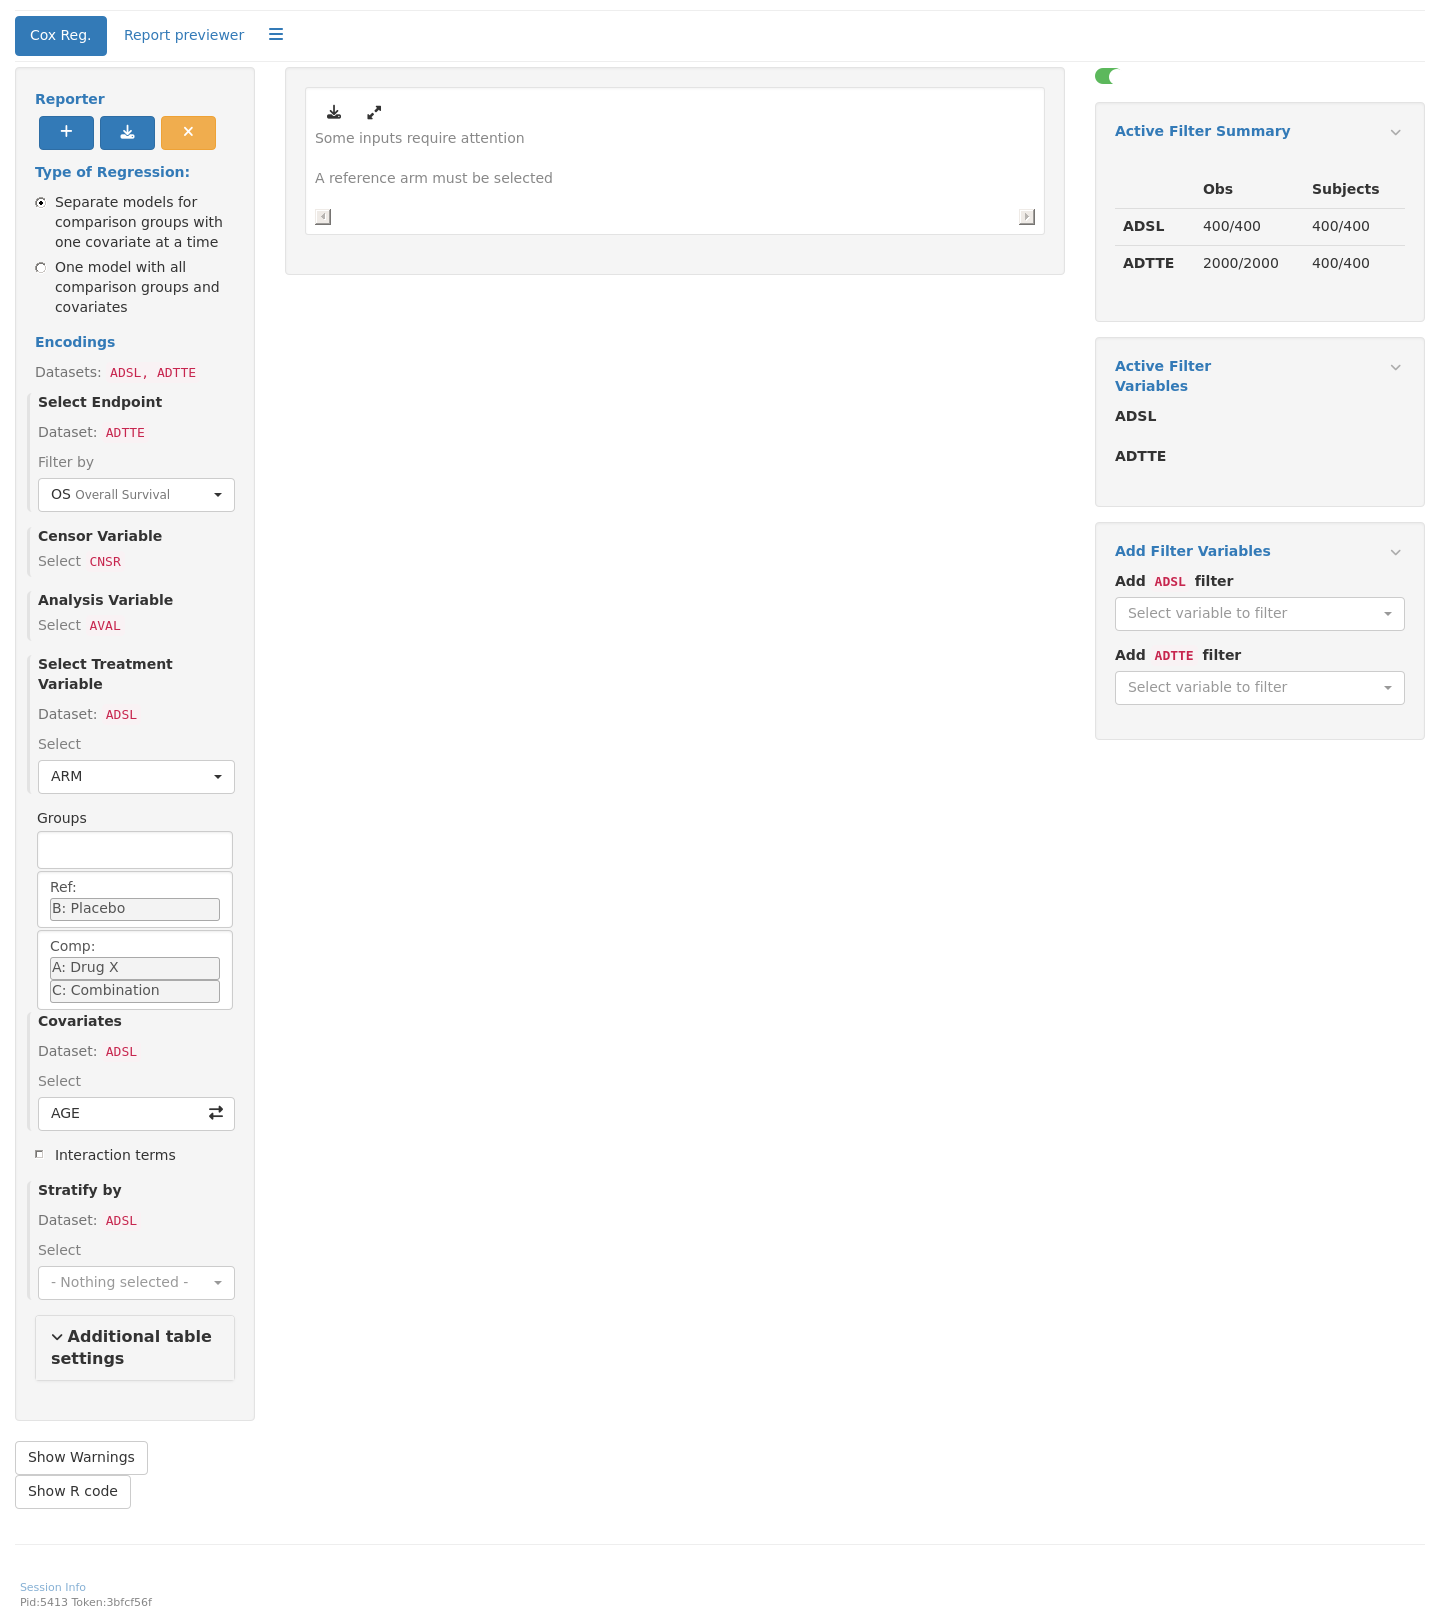 Cox Reg.
Report previewer
Reporter
Type of Regression:
Separate models for
comparison groups with
one covariate at a time
One model with all
comparison groups and
covariates
Encodings
Datasets: ADSL, ADTTE
Select Endpoint
Dataset: ADTTE
Filter by
OS Overall Survival
Censor Variable
Select CNSR
Analysis Variable
Select AVAL
Select Treatment
Variable
Dataset: ADSL
Select
ARM
Groups
Ref:
B: Placebo
Comp:
A: Drug X
C: Combination
Covariates
Dataset: ADSL
Select
AGE
Interaction terms
Stratify by
Dataset: ADSL
Select
- Nothing selected -
Additional table
settings
Show Warnings
Show R code
Some inputs require attention
A reference arm must be selected
Active Filter Summary
Obs Subjects
ADSL 400/400 400/400
ADTTE 2000/2000 400/400
Active Filter
Variables
ADSL
ADTTE
Add Filter Variables
Add ADSL filter
Select variable to filter
Add ADTTE filter
Select variable to filter
Session Info
Pid:5413 Token:3bfcf56f